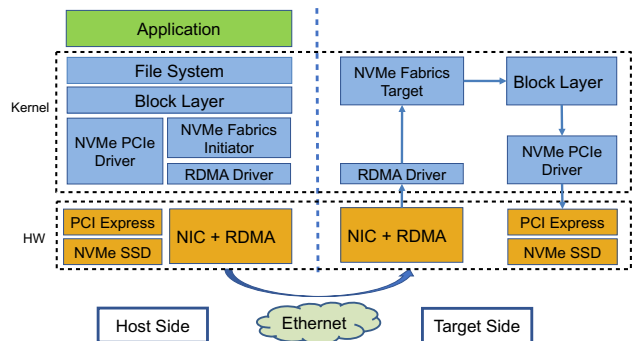 Application
Kernel
File System
Block Layer
NVMe PCIe
Driver
NVMe Fabrics
Initiator
RDMA Driver
NVMe Fabrics
Target
Block Layer
RDMA Driver
NVMe PCIe
Driver
HW
PCI Express
NVMe SSD
NIC + RDMA
NIC + RDMA
PCI Express
NVMe SSD
Host Side
Ethernet
Target Side